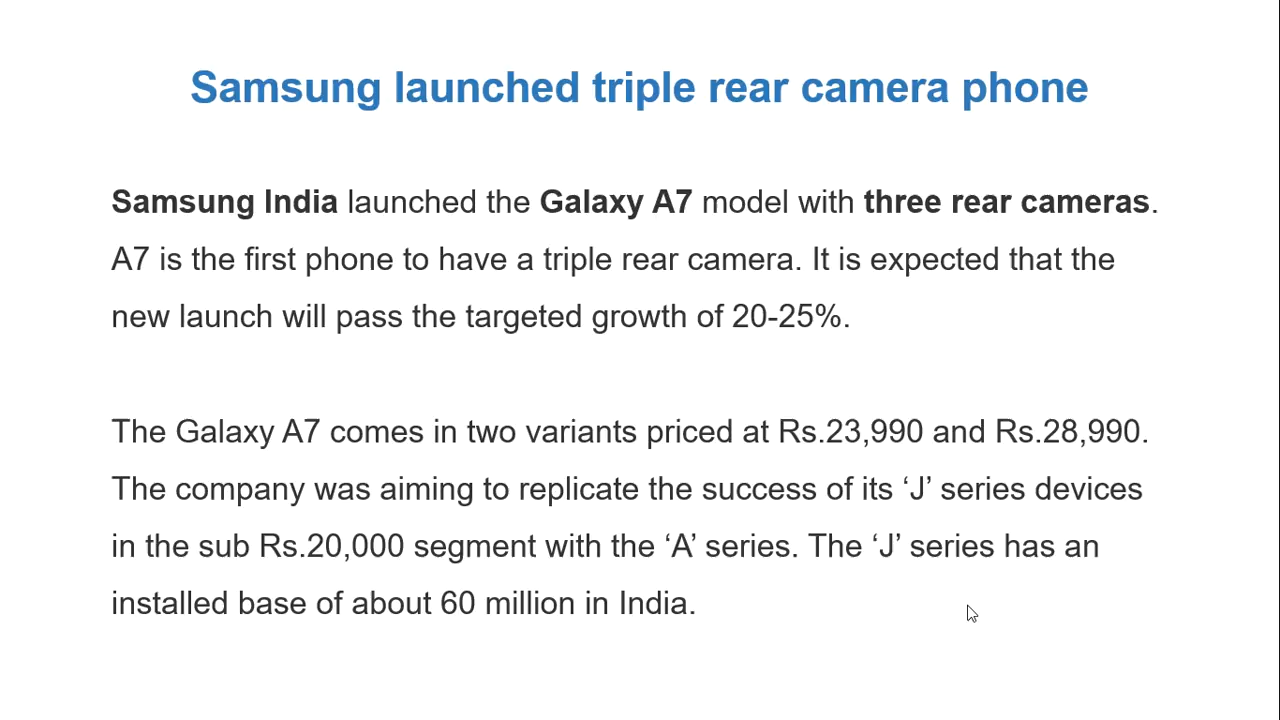 Samsung launched triple rear camera phone
Samsung India launched the Galaxy A7 model with three rear cameras.
A7 is the first phone to have a triple rear camera. It is expected that the
new launch will pass the targeted growth of 20-25%.
The Galaxy A7 comes in two variants priced at Rs.23,990 and Rs.28,990.
The company was aiming to replicate the success of its ‘J’ series devices
in the sub Rs.20,000 segment with the ‘A’ series. The ‘J’ series has an
installed base of about 60 million in India.